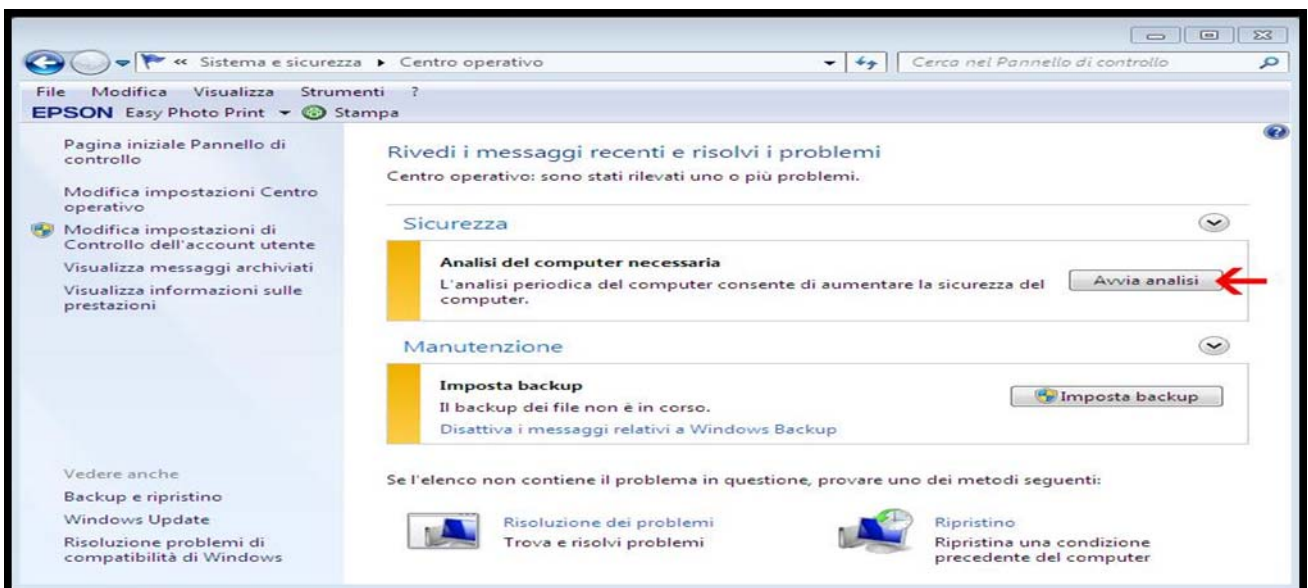 « Sistema e sicurezza ▸ Centro operativo
Cerca nel Pannello di controllo
File Modifica Visualizza Strumenti ?
EPSON Easy Photo Print Stampa
Pagina iniziale Pannello di
controllo
Modifica impostazioni Centro
operativo
Modifica impostazioni di
Controllo dell'account utente
Visualizza messaggi archiviati
Visualizza informazioni sulle
prestazioni
Vedere anche
Backup e ripristino
Windows Update
Risoluzione problemi di
compatibilità di Windows
Rivedi i messaggi recenti e risolvi i problemi
Centro operativo: sono stati rilevati uno o più problemi.
Sicurezza
Analisi del computer necessaria
L'analisi periodica del computer consente di aumentare la sicurezza del
computer.
Avvia analisi
Manutenzione
Imposta backup
Il backup dei file non è in corso.
Disattiva i messaggi relativi a Windows Backup
Imposta backup
Se l'elenco non contiene il problema in questione, provare uno dei metodi seguenti:
Risoluzione dei problemi
Trova e risolvi problemi
Ripristino
Ripristina una condizione
precedente del computer